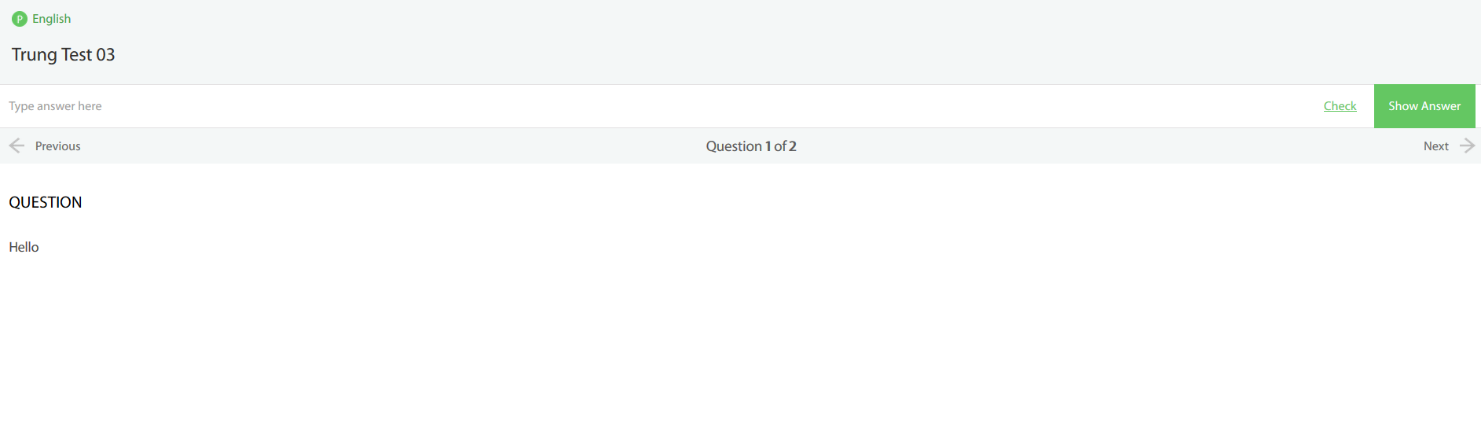 P English
Trung Test 03
Type answer here Check Show Answer
Previous Question 1 of 2 Next
QUESTION
Hello